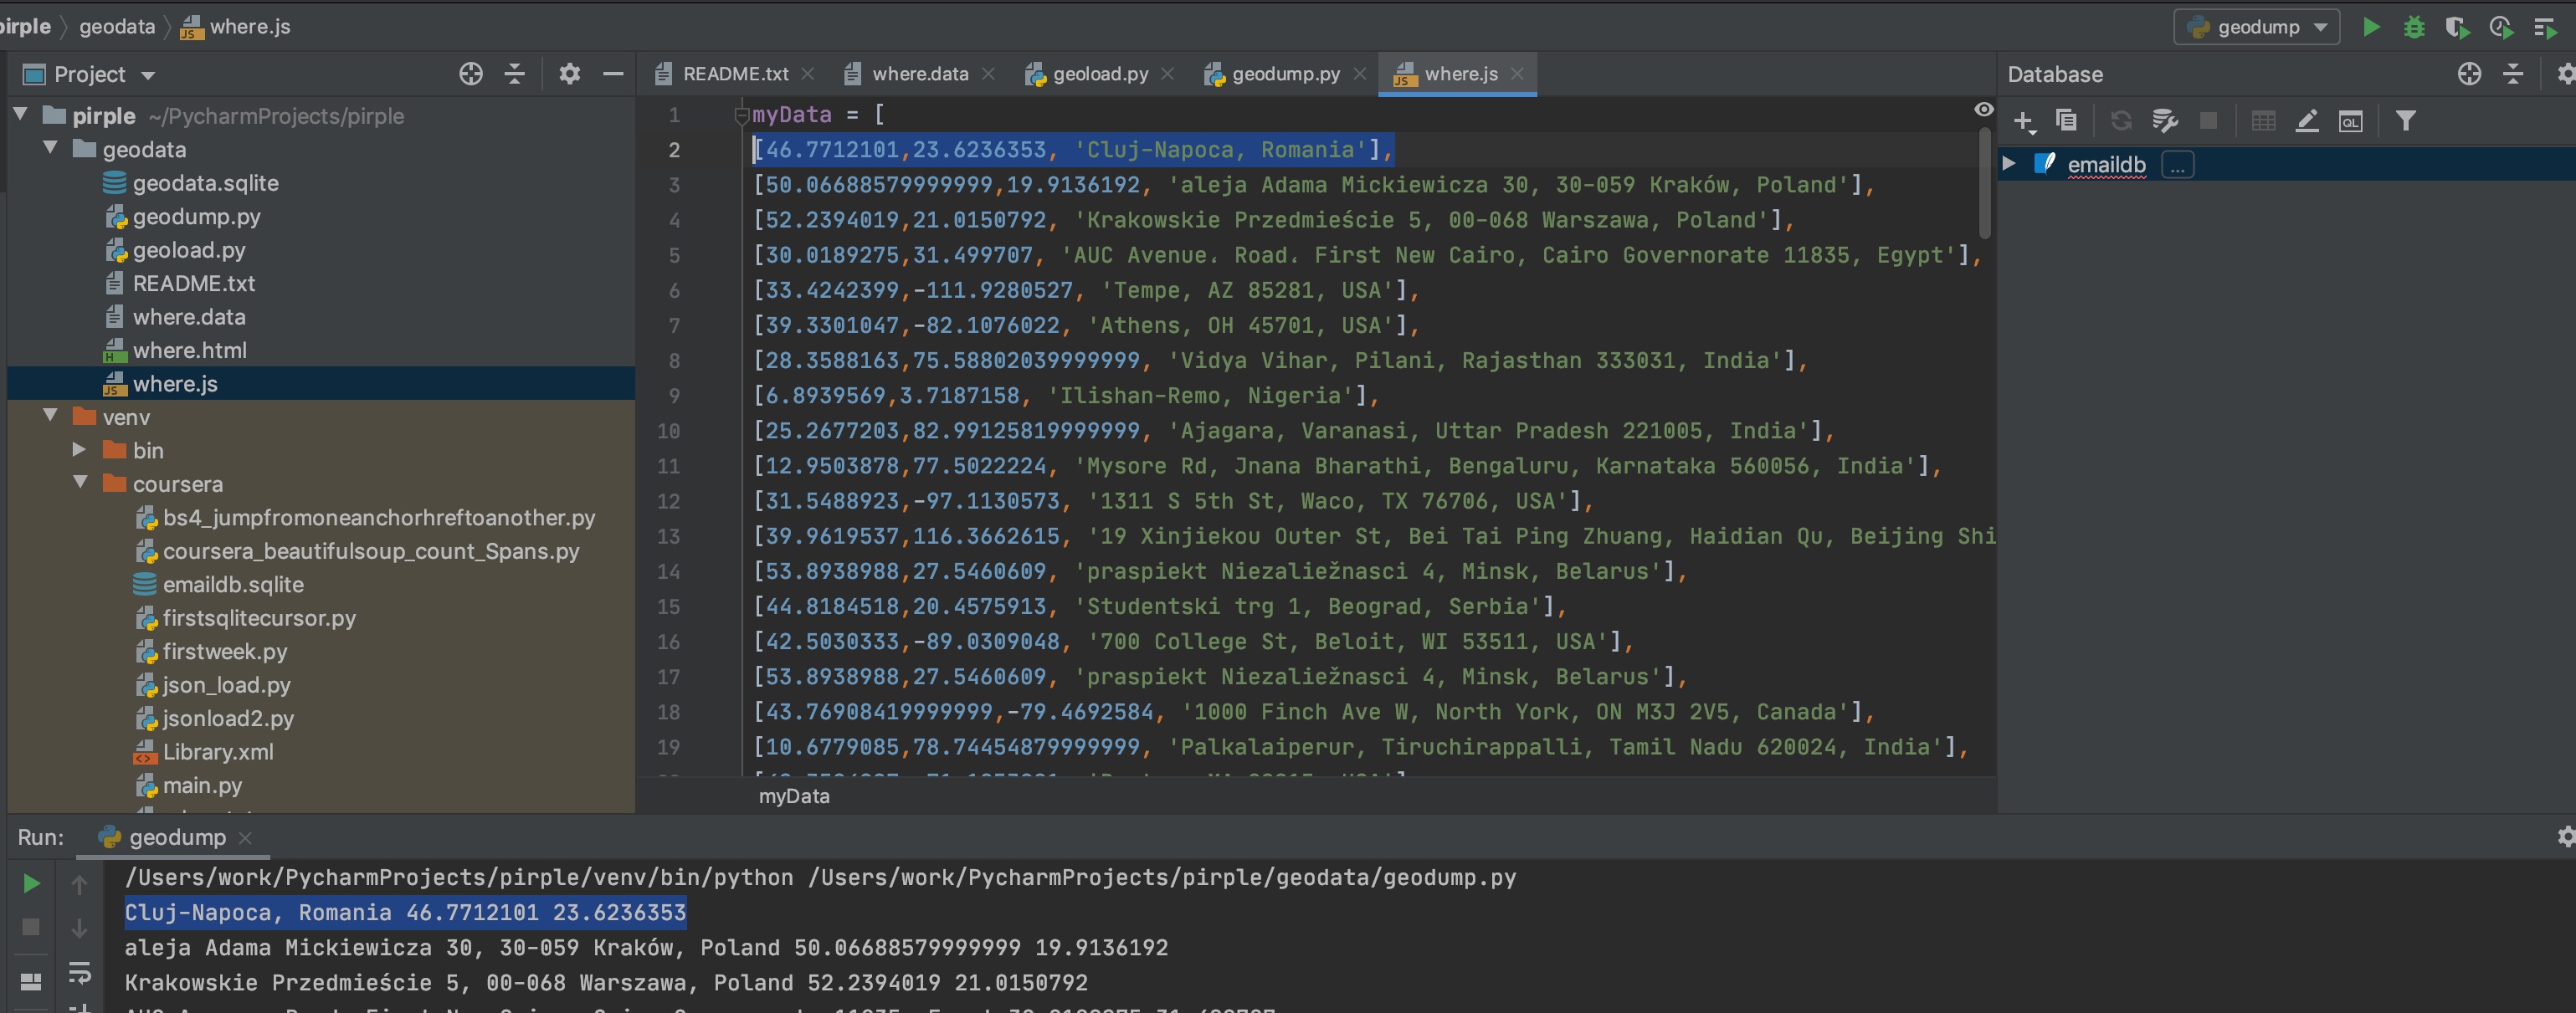 pirple geodata where.js geodump
Project README.txt where.data geoload.py geodump.py where.js Database
pirple ~/PycharmProjects/pirple
geodata
geodata.sqlite
geodump.py
geoload.py
README.txt
where.data
where.html
where.js
venv
bin
coursera
bs4_jumpfromoneanchorhreftoanother.py
coursera_beautifulsoup_count_Spans.py
emaildb.sqlite
firstsqlitecursor.py
firstweek.py
json_load.py
jsonload2.py
Library.xml
main.py
1 myData = [
2 [46.7712101,23.6236353, 'Cluj-Napoca, Romania'],
3 [50.06688579999999,19.9136192, 'aleja Adama Mickiewicza 30, 30-059 Kraków, Poland'],
4 [52.2394019,21.0150792, 'Krakowskie Przedmieście 5, 00-068 Warszawa, Poland'],
5 [30.0189275,31.499707, 'AUC Avenue، Road، First New Cairo, Cairo Governorate 11835, Egypt'],
6 [33.4242399,-111.9280527, 'Tempe, AZ 85281, USA'],
7 [39.3301047,-82.1076022, 'Athens, OH 45701, USA'],
8 [28.3588163,75.58802039999999, 'Vidya Vihar, Pilani, Rajasthan 333031, India'],
9 [6.8939569,3.7187158, 'Ilishan-Remo, Nigeria'],
10 [25.2677203,82.99125819999999, 'Ajagara, Varanasi, Uttar Pradesh 221005, India'],
11 [12.9503878,77.5022224, 'Mysore Rd, Jnana Bharathi, Bengaluru, Karnataka 560056, India'],
12 [31.5488923,-97.1130573, '1311 S 5th St, Waco, TX 76706, USA'],
13 [39.9619537,116.3662615, '19 Xinjiekou Outer St, Bei Tai Ping Zhuang, Haidian Qu, Beijing Shi
14 [53.8938988,27.5460609, 'praspiekt Niezaliežnasci 4, Minsk, Belarus'],
15 [44.8184518,20.4575913, 'Studentski trg 1, Beograd, Serbia'],
16 [42.5030333,-89.0309048, '700 College St, Beloit, WI 53511, USA'],
17 [53.8938988,27.5460609, 'praspiekt Niezaliežnasci 4, Minsk, Belarus'],
18 [43.76908419999999,-79.4692584, '1000 Finch Ave W, North York, ON M3J 2V5, Canada'],
19 [10.6779085,78.74454879999999, 'Palkalaiperur, Tiruchirappalli, Tamil Nadu 620024, India'],
myData
emaildb ...
Run: geodump
/Users/work/PycharmProjects/pirple/venv/bin/python /Users/work/PycharmProjects/pirple/geodata/geodump.py
Cluj-Napoca, Romania 46.7712101 23.6236353
aleja Adama Mickiewicza 30, 30-059 Kraków, Poland 50.06688579999999 19.9136192
Krakowskie Przedmieście 5, 00-068 Warszawa, Poland 52.2394019 21.0150792